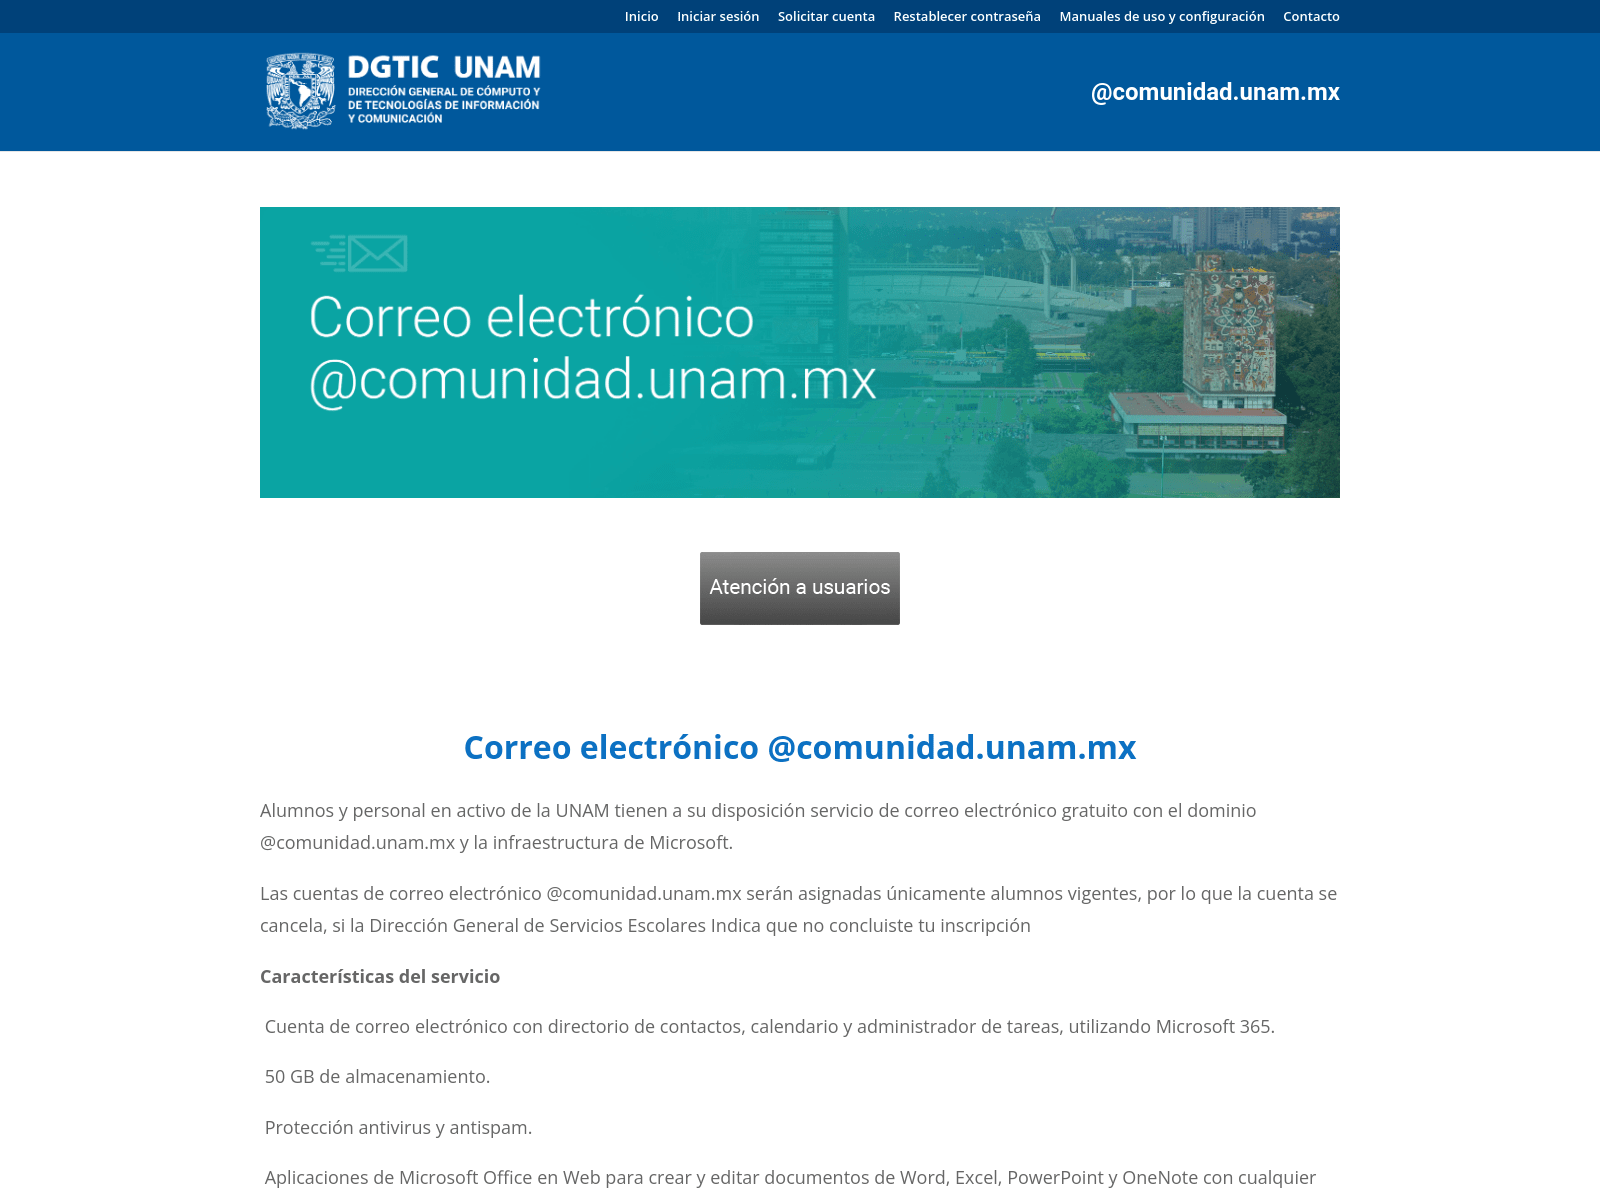 Inicio Iniciar sesión Solicitar cuenta Restablecer contraseña Manuales de uso y configuración Contacto
DGTIC UNAM
DIRECCIÓN GENERAL DE CÓMPUTO Y
DE TECNOLOGÍAS DE INFORMACIÓN
Y COMUNICACIÓN
@comunidad.unam.mx
Correo electrónico
@comunidad.unam.mx
Atención a usuarios
Correo electrónico @comunidad.unam.mx
Alumnos y personal en activo de la UNAM tienen a su disposición servicio de correo electrónico gratuito con el dominio
@comunidad.unam.mx y la infraestructura de Microsoft.
Las cuentas de correo electrónico @comunidad.unam.mx serán asignadas únicamente alumnos vigentes, por lo que la cuenta se
cancela, si la Dirección General de Servicios Escolares Indica que no concluiste tu inscripción
Características del servicio
Cuenta de correo electrónico con directorio de contactos, calendario y administrador de tareas, utilizando Microsoft 365.
50 GB de almacenamiento.
Protección antivirus y antispam.
Aplicaciones de Microsoft Office en Web para crear y editar documentos de Word, Excel, PowerPoint y OneNote con cualquier